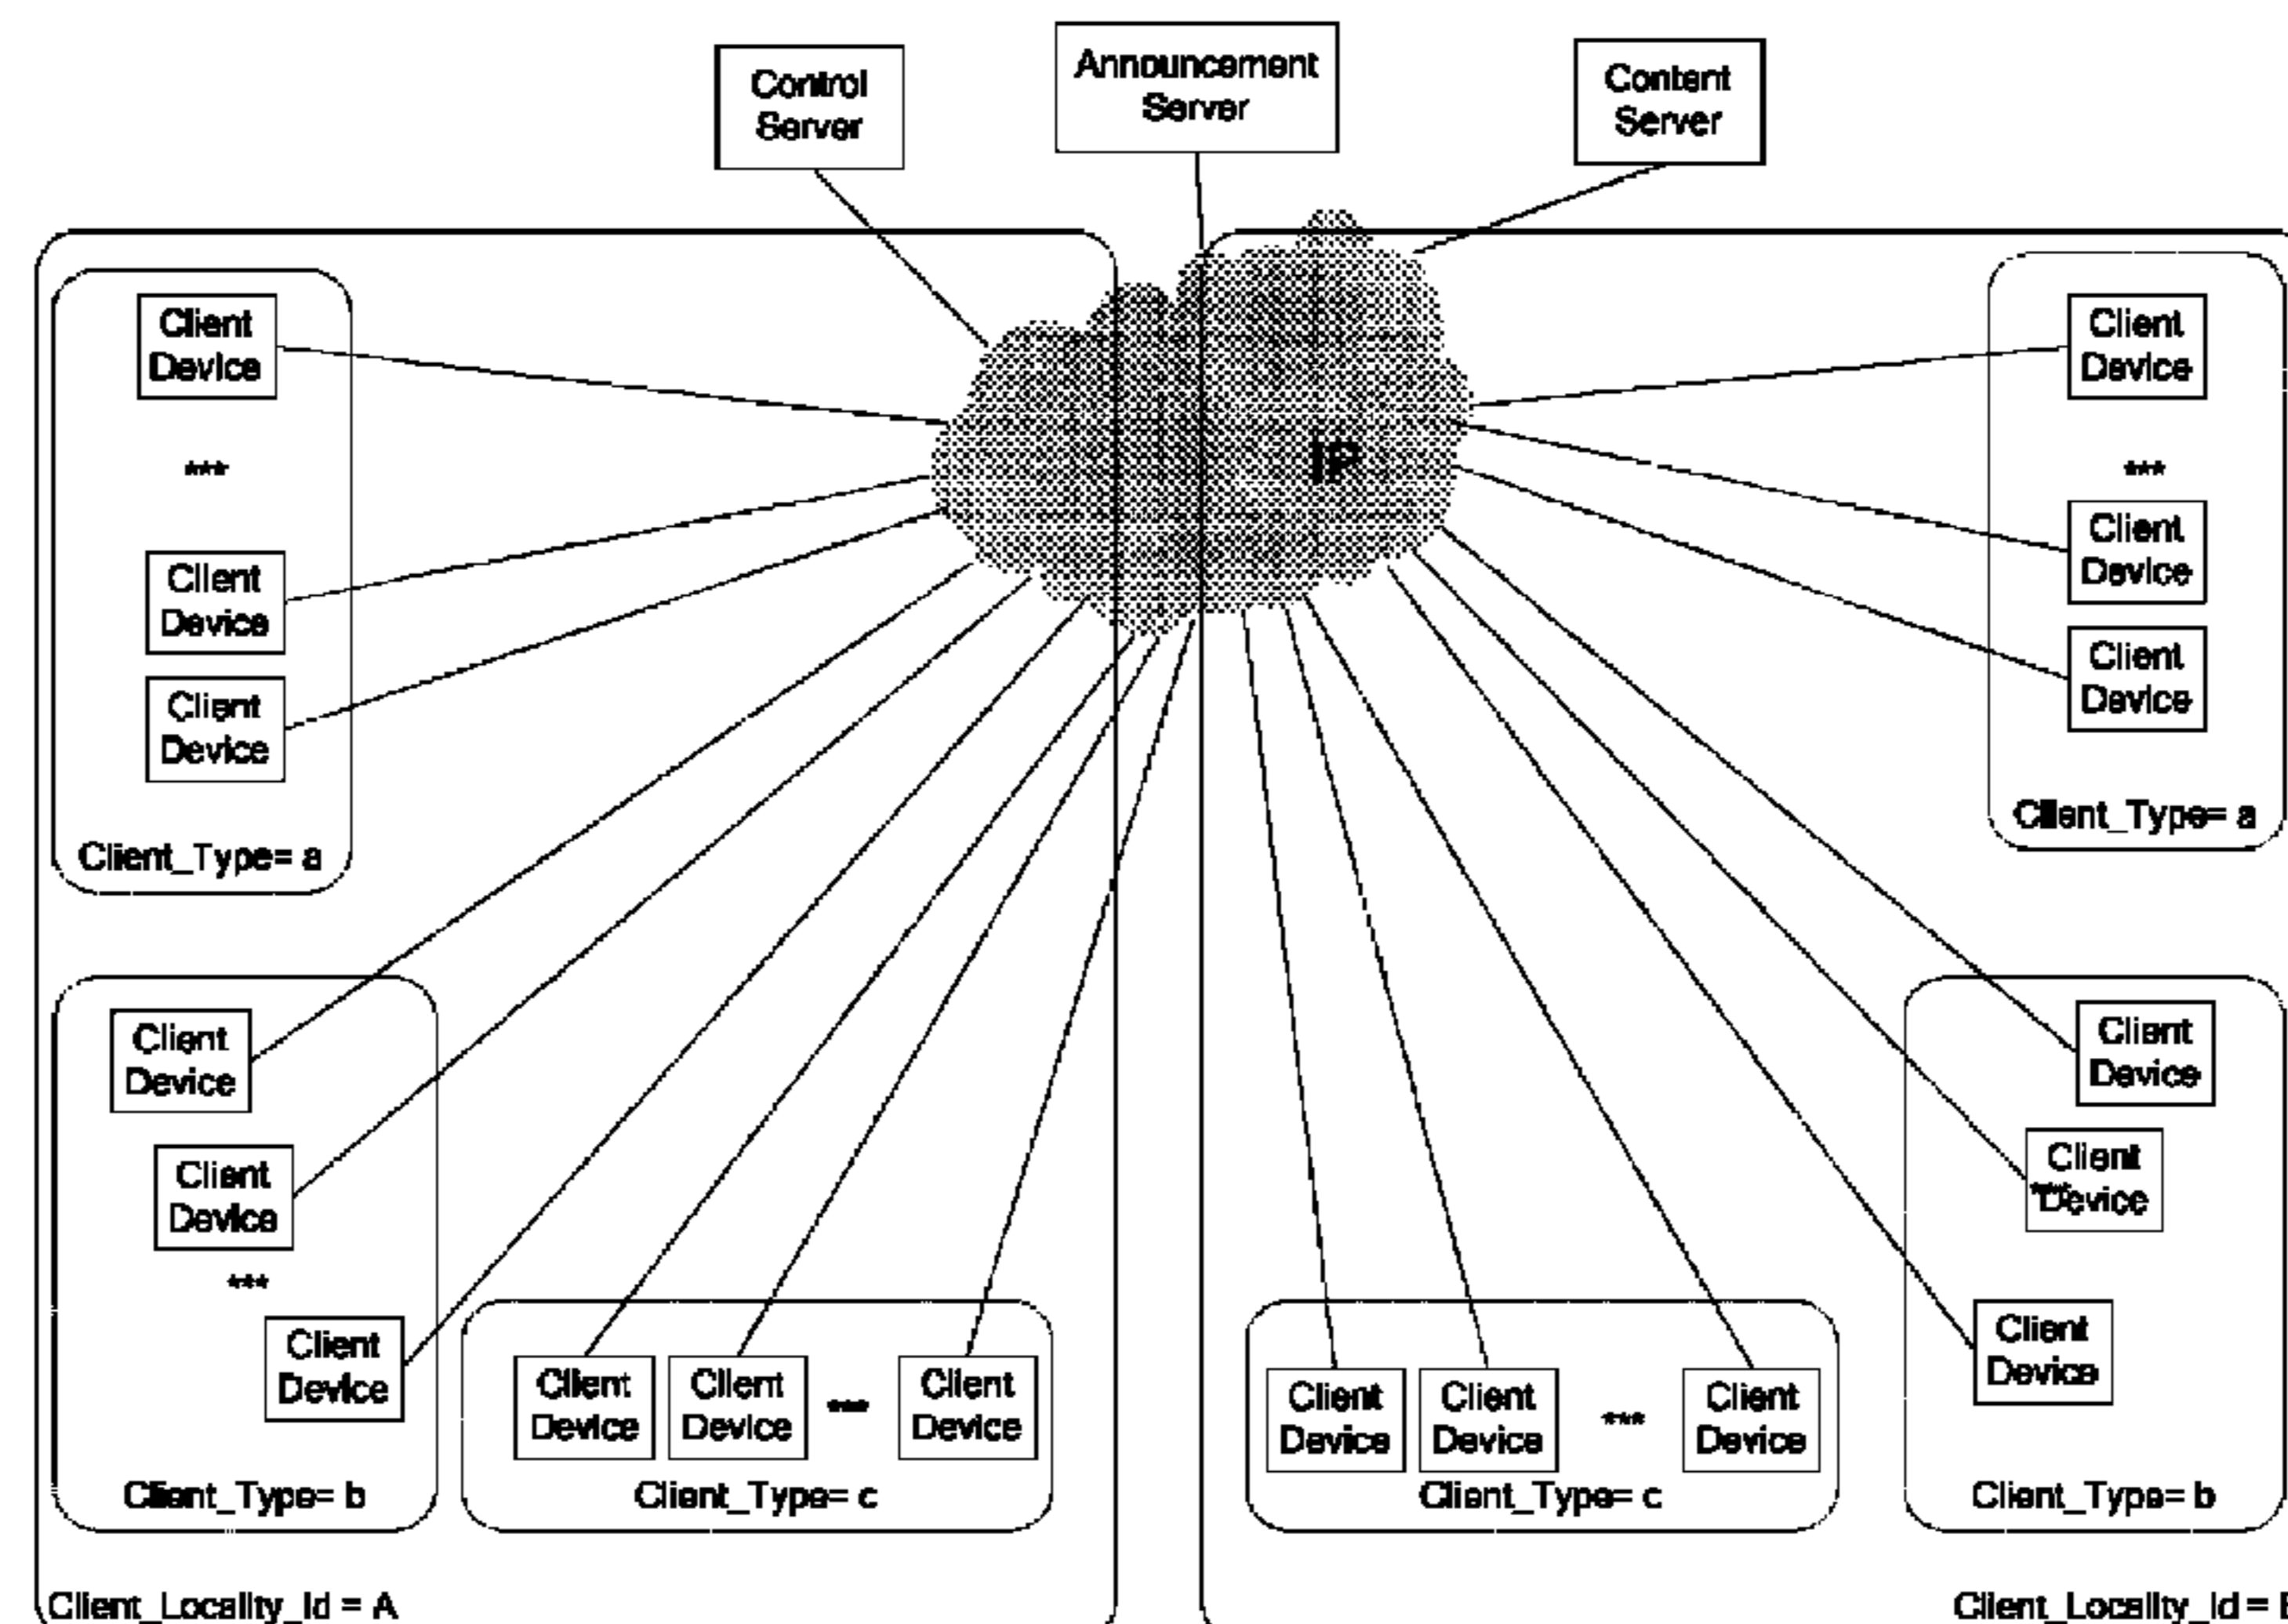 Control
Server
Announcement
Server
Content
Server
IP
Client
Device
***
Client
Device
Client
Device
Client_Type= a
Client
Device
***
Client
Device
Client
Device
Client_Type= a
Client
Device
Client
Device
***
Client
Device
Client_Type= b
Client
Device
Client
Device
***
Client
Device
Client_Type= c
Client
Device
Client
Device
***
Client
Device
Client_Type= c
Client
Device
Client
***
Device
Client
Device
Client_Type= b
Client_Locality_Id = A
Client_Locality_Id =